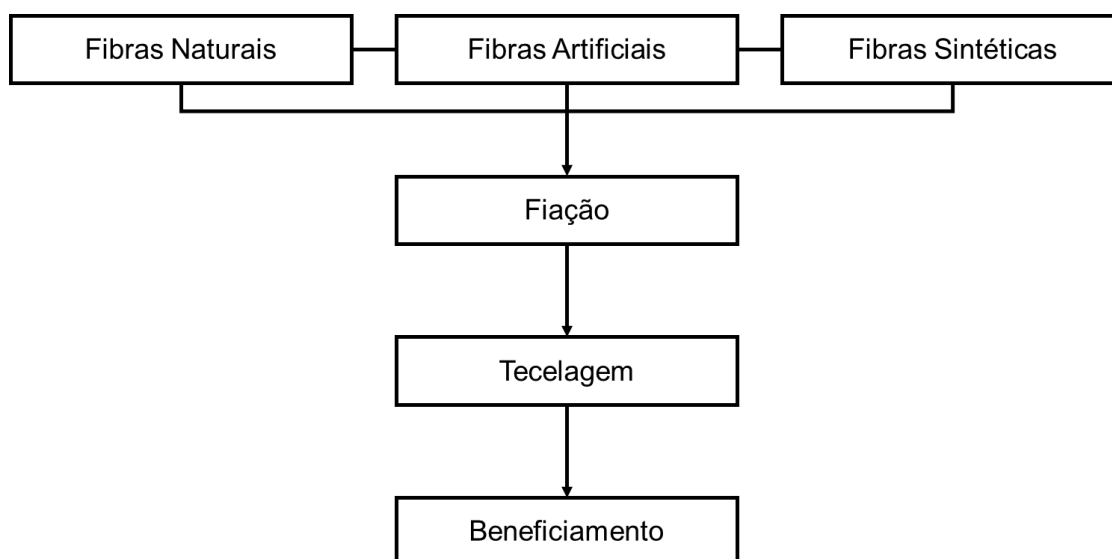 Fibras Naturais
Fibras Artificiais
Fibras Sintéticas
Fiação
Tecelagem
Beneficiamento